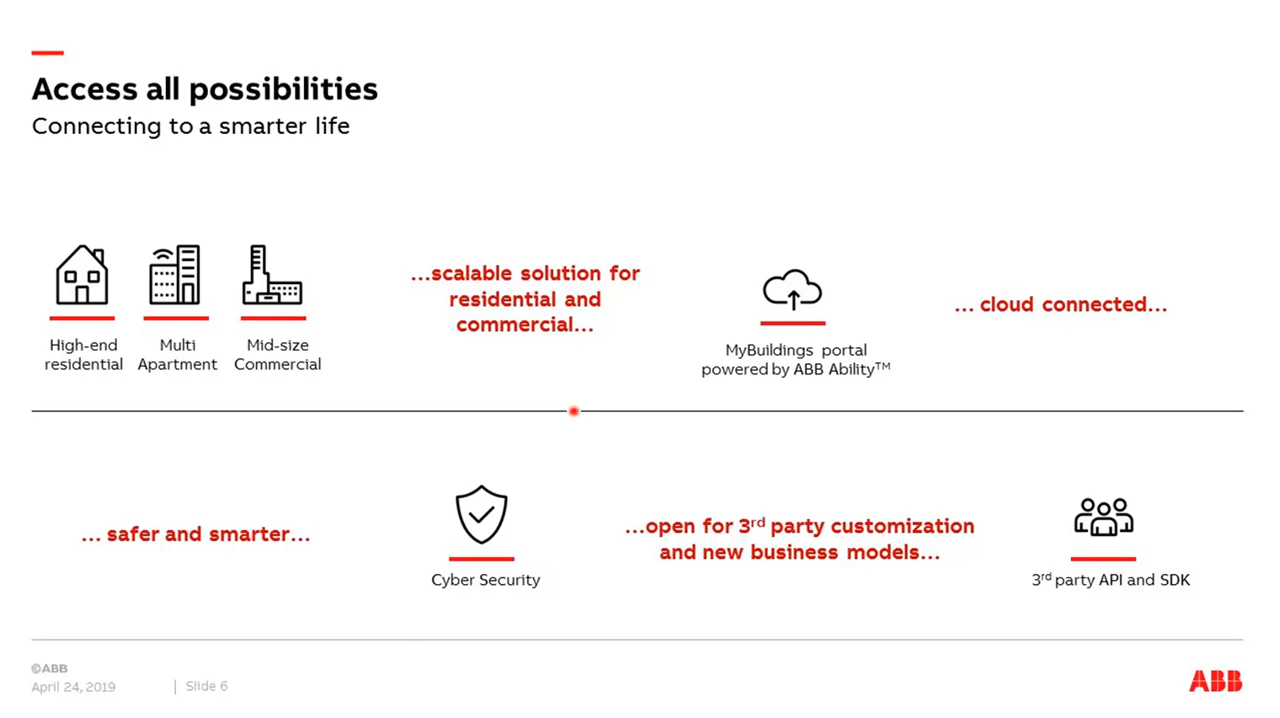 Access all possibilities
Connecting to a smarter life
High-end
residential
Multi
Apartment
Mid-size
Commercial
...scalable solution for
residential and
commercial...
MyBuildings portal
powered by ABB Ability™
... cloud connected...
... safer and smarter...
Cyber Security
...open for 3rd party customization
and new business models...
3rd party API and SDK
©ABB
April 24, 2019
Slide 6
ABB